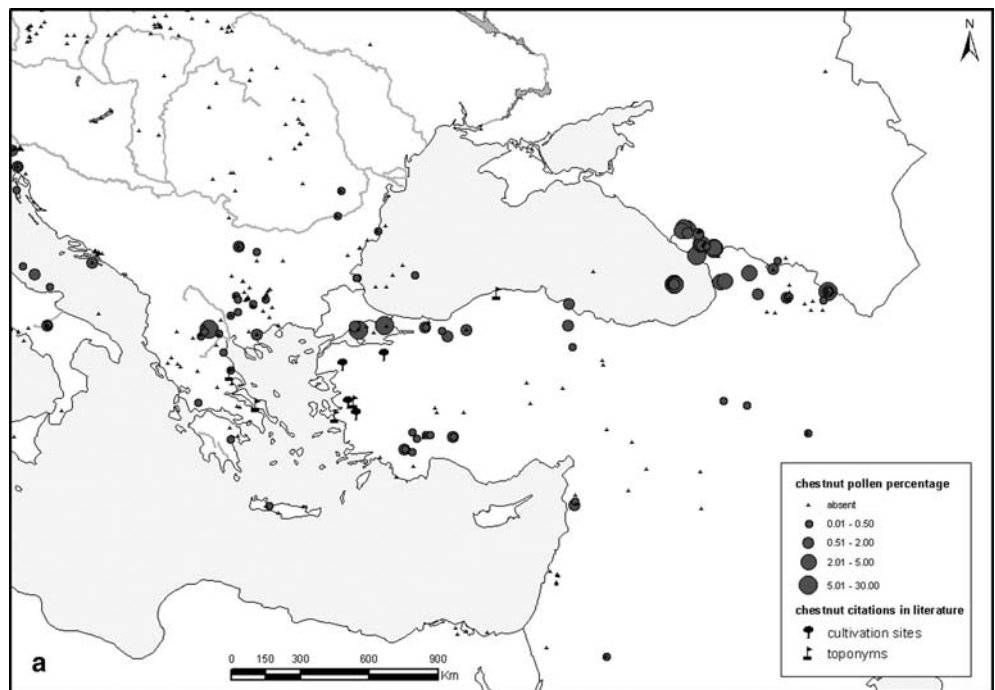 N
chestnut pollen percentage
absent
0.01 - 0.50
0.51 - 2.00
2.01 - 5.00
5.01 - 30.00
chestnut citations in literature
cultivation sites
toponyms
a
0 150 300 600 900
Km